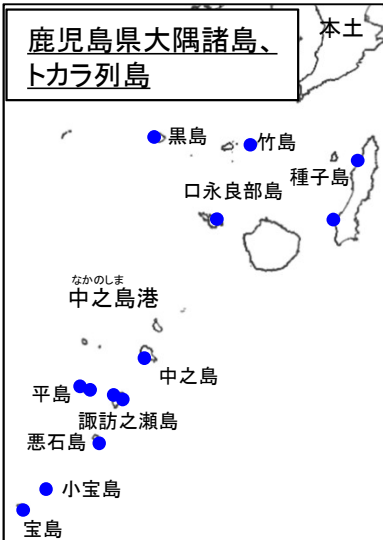 鹿児島県大隅諸島、
トカラ列島
本土
黒島
竹島
種子島
口永良部島
なかのしま
中之島港
中之島
平島
諏訪之瀬島
悪石島
小宝島
宝島